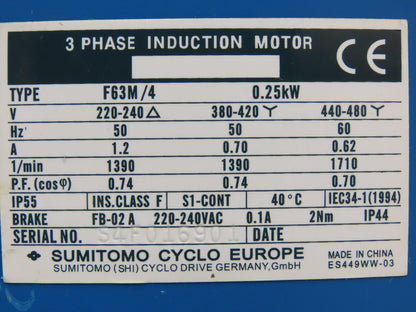 3 PHASE INDUCTION MOTOR
CE
TYPE F63M/4 0.25kW
V 220-240 △ 380-420 Y 440-480 Y
Hz 50 50 60
A 1.2 0.70 0.62
1/min 1390 1390 1710
P.F.(cosφ) 0.74 0.74 0.70
IP55 INS.CLASS F S1-CONT 40°C IEC34-1(1994)
BRAKE FB-02A 220-240VAC 0.1A 2Nm IP44
SERIAL NO. S4F016901 DATE
SUMITOMO CYCLO EUROPE
SUMITOMO (SHI) CYCLO DRIVE GERMANY,GmbH
MADE IN CHINA
ES449WW-03